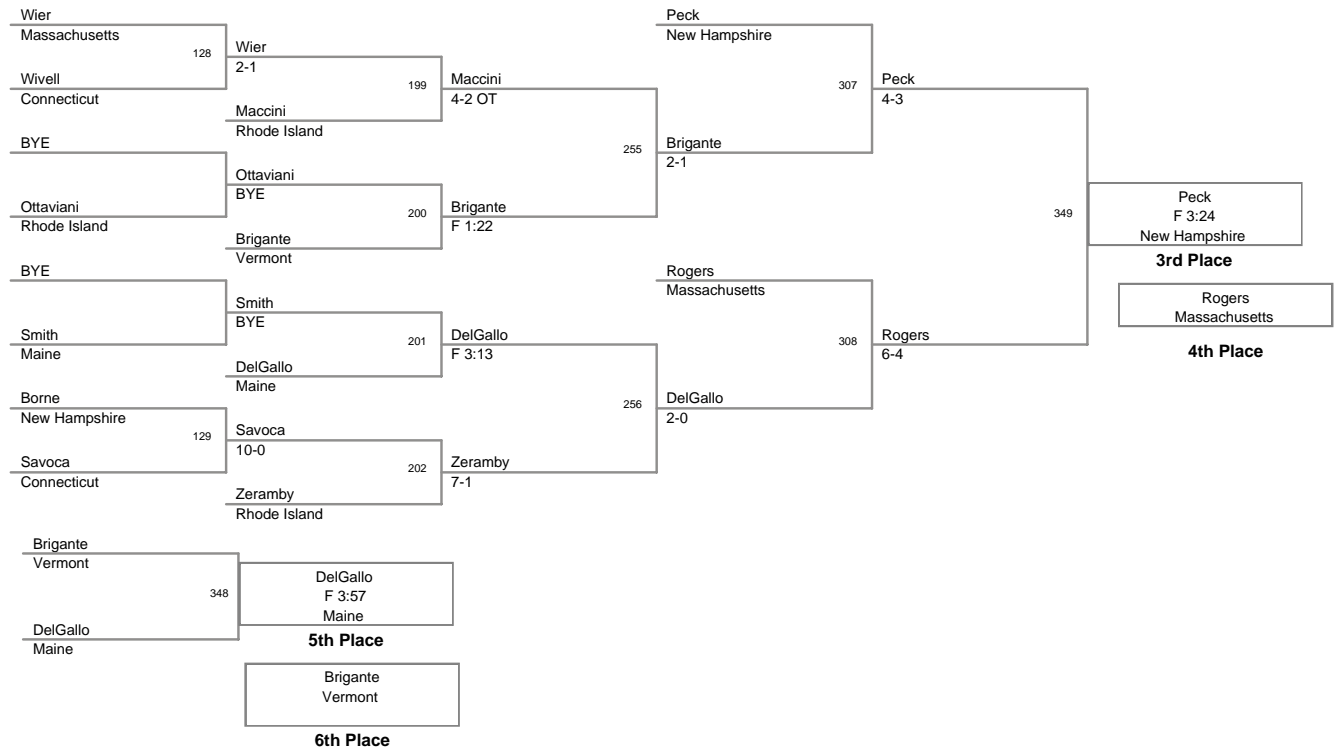 Wier
Massachusetts
128
Wivell
Connecticut
BYE
Ottaviani
Rhode Island
BYE
Smith
Maine
Borne
New Hampshire
129
Savoca
Connecticut
Wier
2-1
199
Maccini
Rhode Island
Ottaviani
BYE
200
Brigante
Vermont
Smith
BYE
201
DelGallo
Maine
Savoca
10-0
202
Zeramby
Rhode Island
Maccini
4-2 OT
255
Brigante
F 1:22
DelGallo
F 3:13
256
Zeramby
7-1
Peck
New Hampshire
307
Brigante
2-1
Rogers
Massachusetts
308
DelGallo
2-0
Peck
4-3
349
Rogers
6-4
Peck
F 3:24
New Hampshire
3rd Place
Rogers
Massachusetts
4th Place
Brigante
Vermont
348
DelGallo
Maine
DelGallo
F 3:57
Maine
5th Place
Brigante
Vermont
6th Place